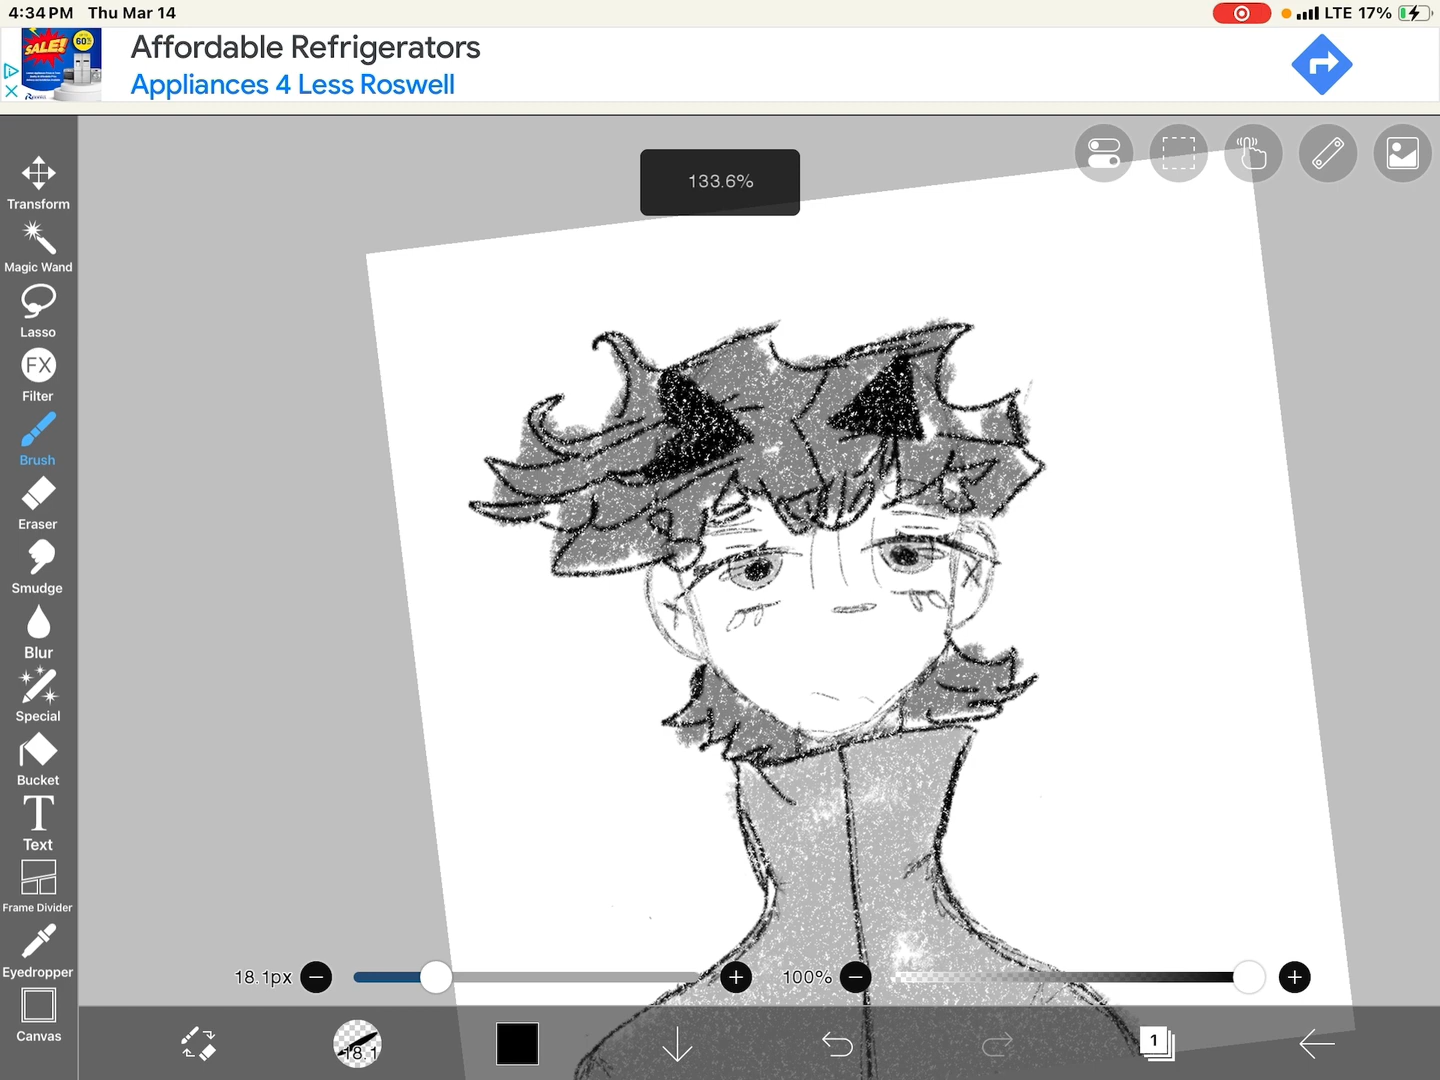 4:34 PM Thu Mar 14
LTE 17%
SALE!
60%
Affordable Refrigerators
Appliances 4 Less Roswell
133.6%
Transform
Magic Wand
Lasso
FX
Filter
Brush
Eraser
Smudge
Blur
Special
Bucket
T
Text
Frame Divider
Eyedropper
Canvas
18.1px
100%
18.1
1